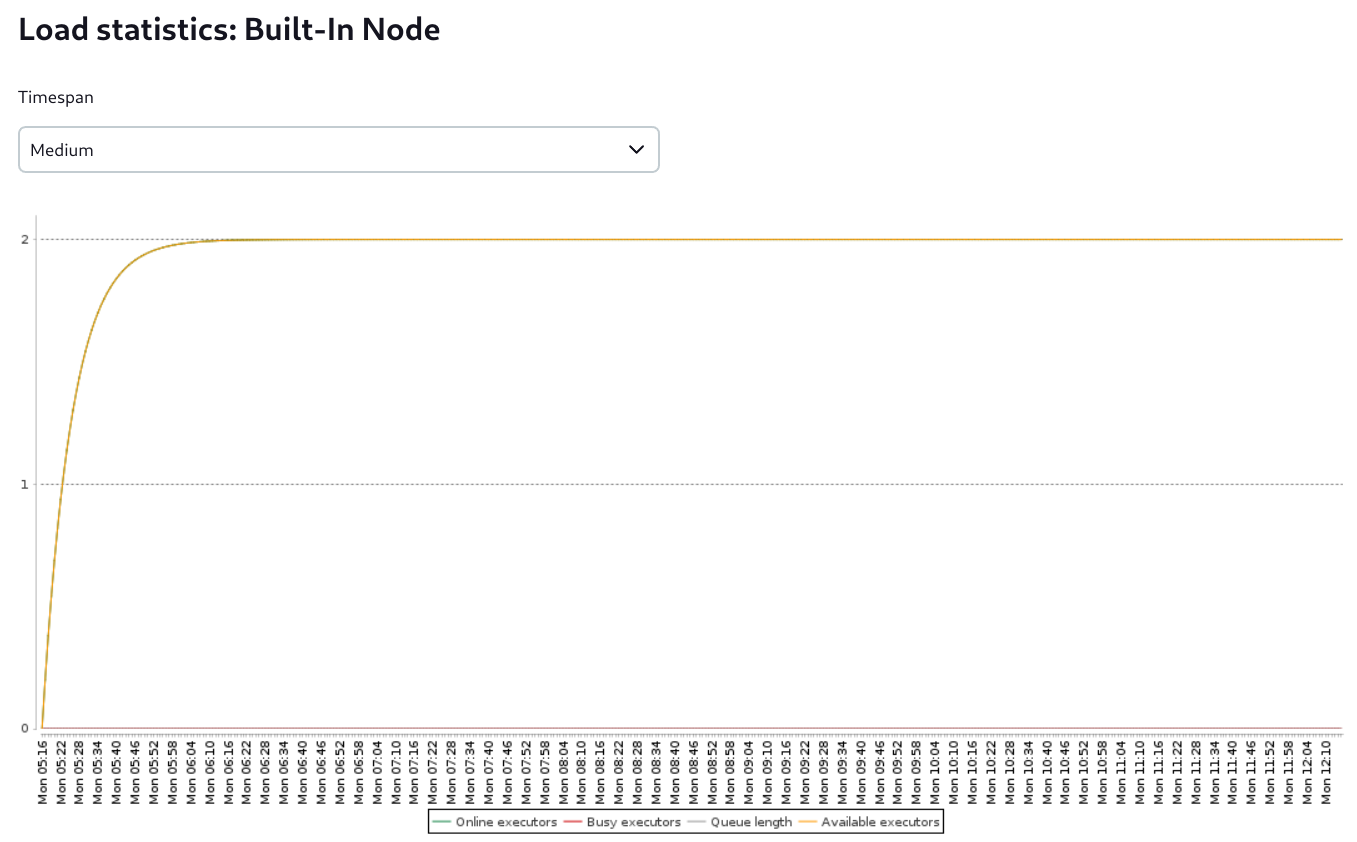 Load statistics: Built-In Node
Timespan
Medium
2
1
0
Mon 05:16
Mon 05:22
Mon 05:28
Mon 05:34
Mon 05:40
Mon 05:46
Mon 05:52
Mon 05:58
Mon 06:04
Mon 06:10
Mon 06:16
Mon 06:22
Mon 06:28
Mon 06:34
Mon 06:40
Mon 06:46
Mon 06:52
Mon 06:58
Mon 07:04
Mon 07:10
Mon 07:16
Mon 07:22
Mon 07:28
Mon 07:34
Mon 07:40
Mon 07:46
Mon 07:52
Mon 07:58
Mon 08:04
Mon 08:10
Mon 08:16
Mon 08:22
Mon 08:28
Mon 08:34
Mon 08:40
Mon 08:46
Mon 08:52
Mon 08:58
Mon 09:04
Mon 09:10
Mon 09:16
Mon 09:22
Mon 09:28
Mon 09:34
Mon 09:40
Mon 09:46
Mon 09:52
Mon 09:58
Mon 10:04
Mon 10:10
Mon 10:16
Mon 10:22
Mon 10:28
Mon 10:34
Mon 10:40
Mon 10:46
Mon 10:52
Mon 10:58
Mon 11:04
Mon 11:10
Mon 11:16
Mon 11:22
Mon 11:28
Mon 11:34
Mon 11:40
Mon 11:46
Mon 11:52
Mon 11:58
Mon 12:04
Mon 12:10
Online executors Busy executors Queue length Available executors